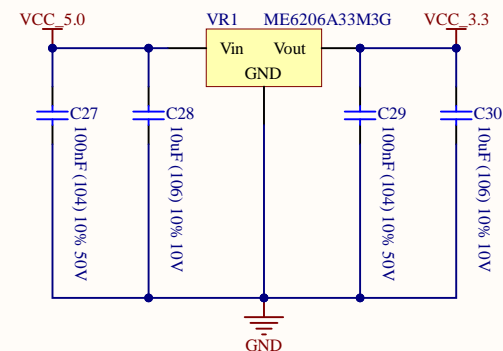 VCC_5.0
VR1 ME6206A33M3G
VCC_3.3
Vin Vout
GND
C27
100nF (104) 10% 50V
C28
10uF (106) 10% 10V
C29
100nF (104) 10% 50V
C30
10uF (106) 10% 10V
GND